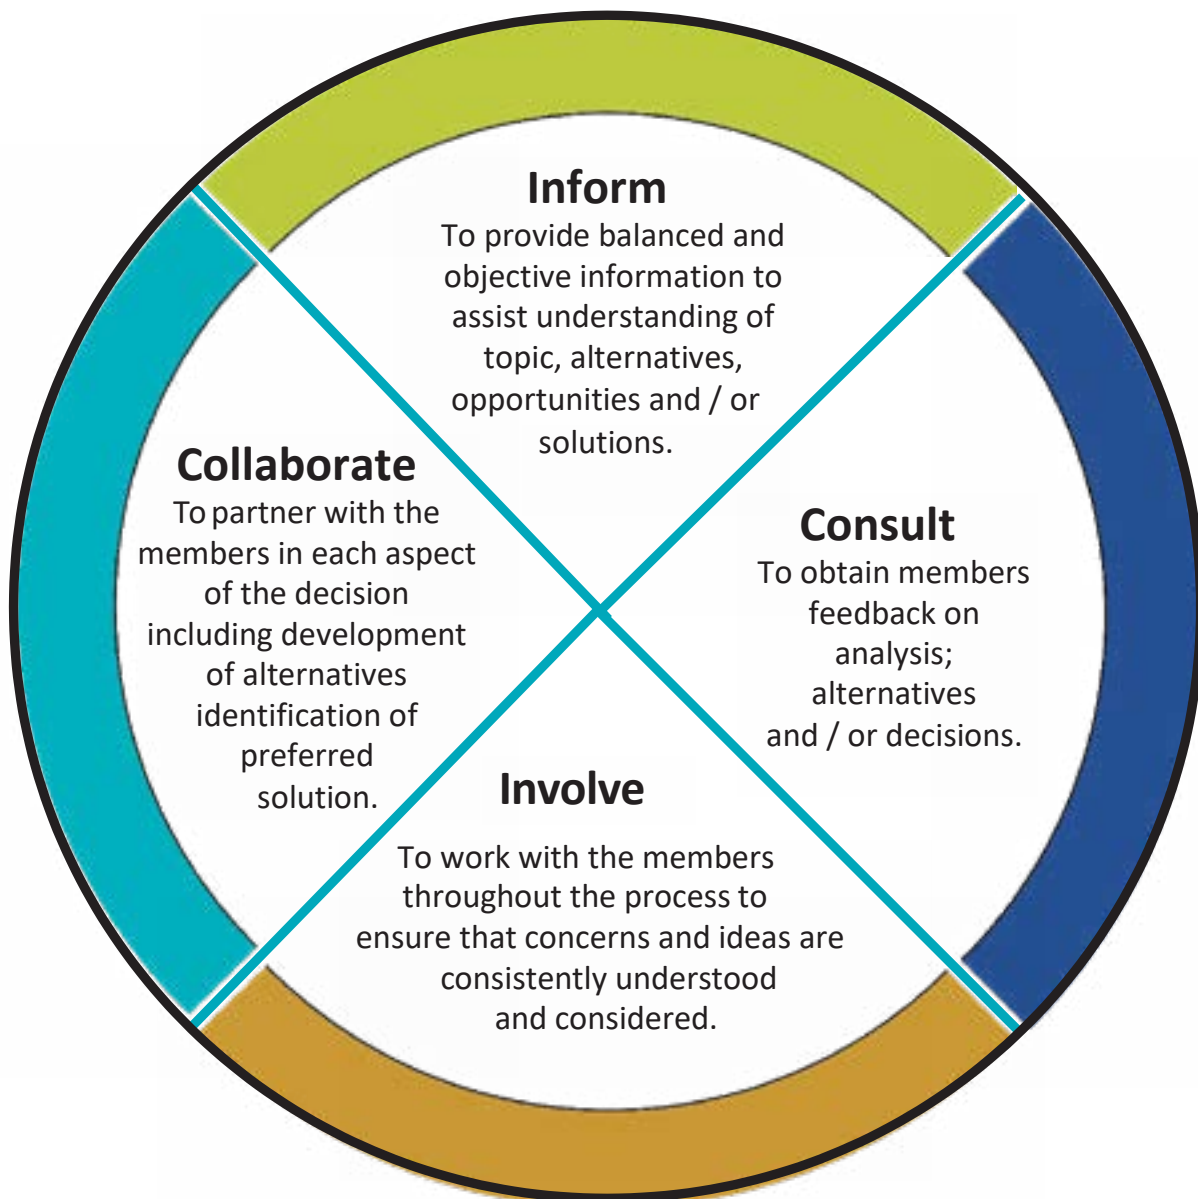 Inform
To provide balanced and
objective information to
assist understanding of
topic, alternatives,
opportunities and / or
solutions.
Collaborate
To partner with the
members in each aspect
of the decision
including development
of alternatives
identification of
preferred
solution.
Consult
To obtain members
feedback on
analysis;
alternatives
and / or decisions.
Involve
To work with the members
throughout the process to
ensure that concerns and ideas are
consistently understood
and considered.